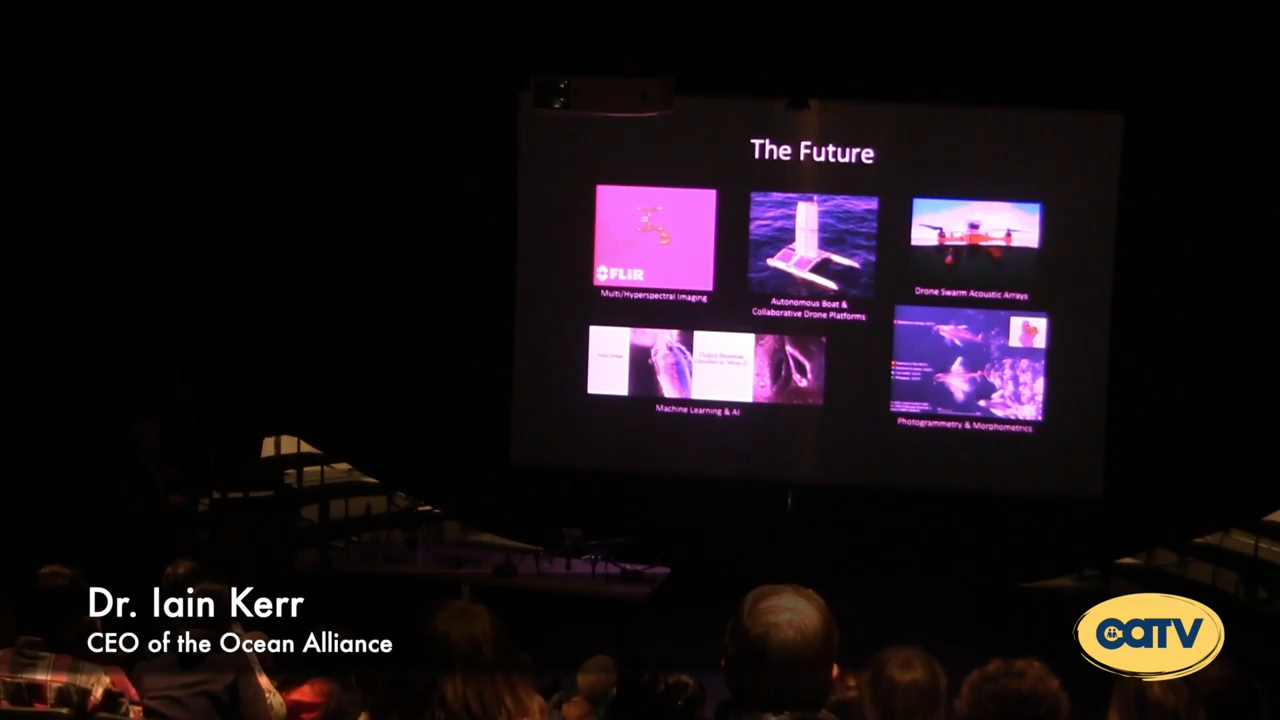 The Future
FLIR
Multi/Hyperspectral Imaging
Autonomous Boat &
Collaborative Drone Platforms
Drone Swarm Acoustic Arrays
Machine Learning & AI
Photogrammetry & Morphometrics
Dr. Iain Kerr
CEO of the Ocean Alliance
CATV